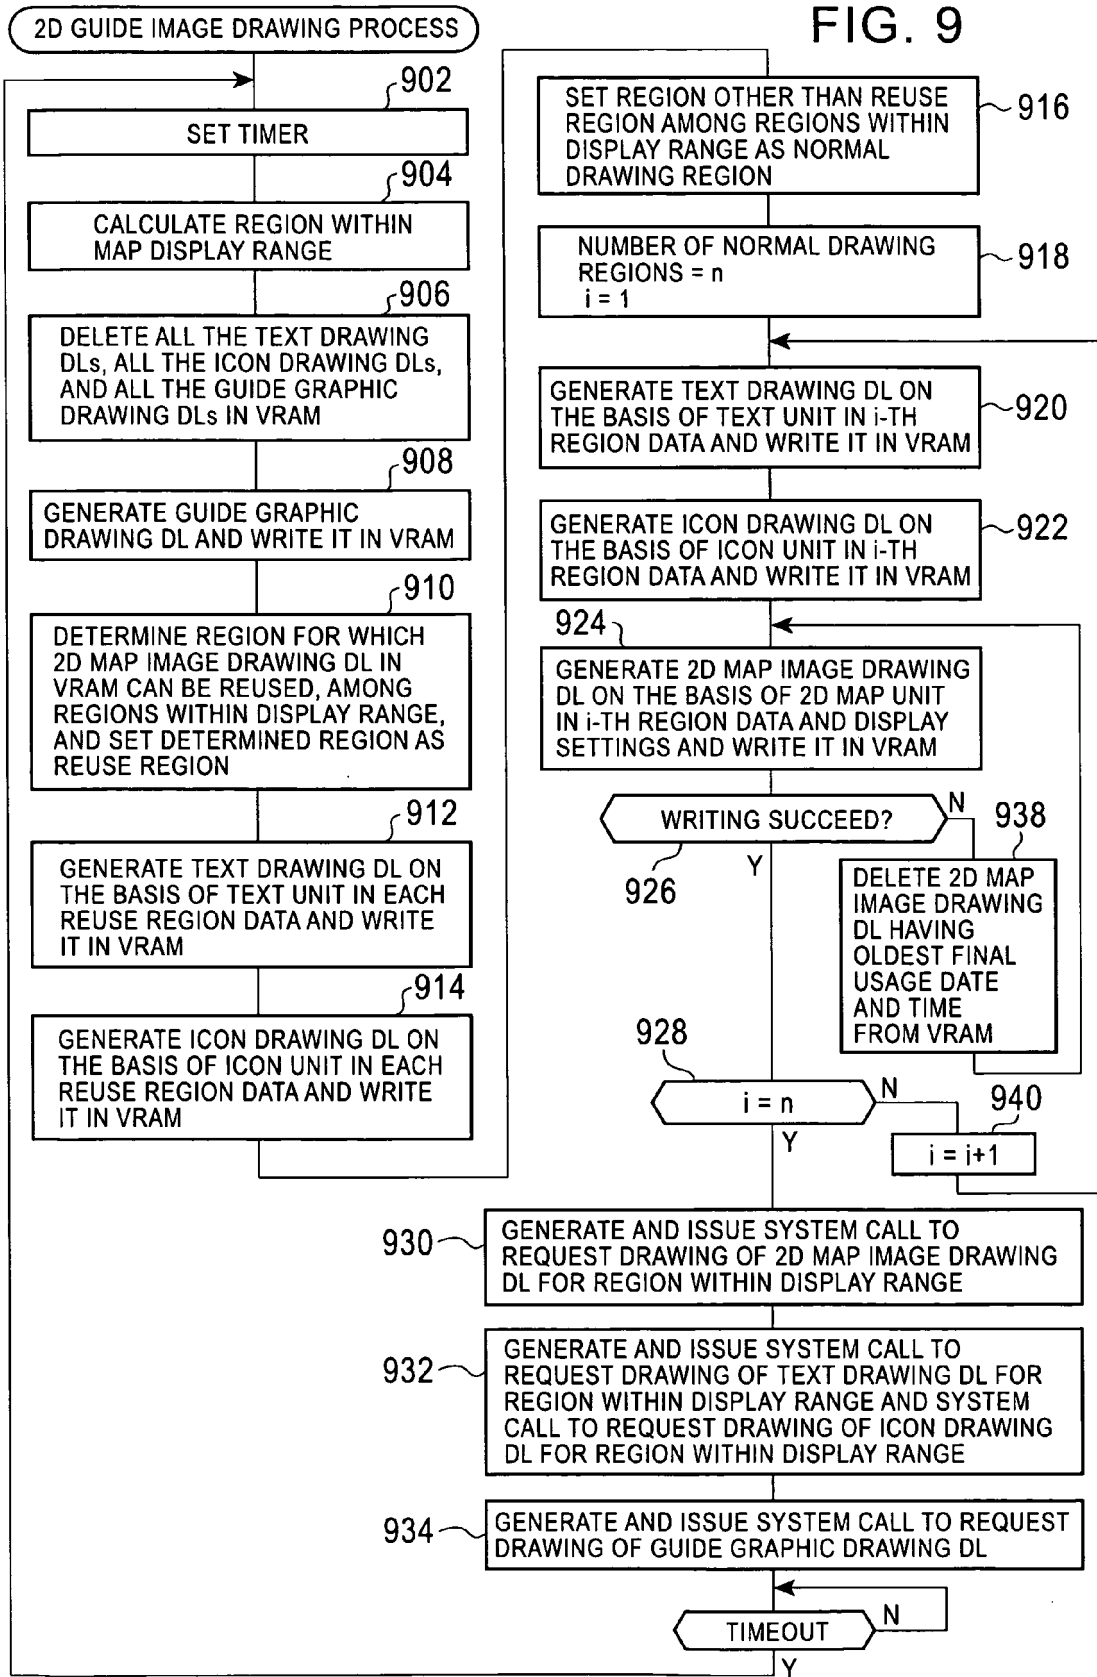 FIG. 9
2D GUIDE IMAGE DRAWING PROCESS
902
SET TIMER
904
CALCULATE REGION WITHIN
MAP DISPLAY RANGE
906
DELETE ALL THE TEXT DRAWING
DLs, ALL THE ICON DRAWING DLs,
AND ALL THE GUIDE GRAPHIC
DRAWING DLs IN VRAM
908
GENERATE GUIDE GRAPHIC
DRAWING DL AND WRITE IT IN VRAM
910
DETERMINE REGION FOR WHICH
2D MAP IMAGE DRAWING DL IN
VRAM CAN BE REUSED, AMONG
REGIONS WITHIN DISPLAY RANGE,
AND SET DETERMINED REGION AS
REUSE REGION
912
GENERATE TEXT DRAWING DL ON
THE BASIS OF TEXT UNIT IN EACH
REUSE REGION DATA AND WRITE
IT IN VRAM
914
GENERATE ICON DRAWING DL ON
THE BASIS OF ICON UNIT IN EACH
REUSE REGION DATA AND WRITE
IT IN VRAM
SET REGION OTHER THAN REUSE
REGION AMONG REGIONS WITHIN
DISPLAY RANGE AS NORMAL
DRAWING REGION
916
NUMBER OF NORMAL DRAWING
REGIONS = n
i = 1
918
GENERATE TEXT DRAWING DL ON
THE BASIS OF TEXT UNIT IN i-TH
REGION DATA AND WRITE IT IN VRAM
920
GENERATE ICON DRAWING DL ON
THE BASIS OF ICON UNIT IN i-TH
REGION DATA AND WRITE IT IN VRAM
922
924
GENERATE 2D MAP IMAGE DRAWING
DL ON THE BASIS OF 2D MAP UNIT
IN i-TH REGION DATA AND DISPLAY
SETTINGS AND WRITE IT IN VRAM
WRITING SUCCEED?
N
Y
926
938
DELETE 2D MAP
IMAGE DRAWING
DL HAVING
OLDEST FINAL
USAGE DATE
AND TIME
FROM VRAM
928
i = n
N
Y
940
i = i+1
930
GENERATE AND ISSUE SYSTEM CALL TO
REQUEST DRAWING OF 2D MAP IMAGE DRAWING
DL FOR REGION WITHIN DISPLAY RANGE
932
GENERATE AND ISSUE SYSTEM CALL TO
REQUEST DRAWING OF TEXT DRAWING DL FOR
REGION WITHIN DISPLAY RANGE AND SYSTEM
CALL TO REQUEST DRAWING OF ICON DRAWING
DL FOR REGION WITHIN DISPLAY RANGE
934
GENERATE AND ISSUE SYSTEM CALL TO REQUEST
DRAWING OF GUIDE GRAPHIC DRAWING DL
TIMEOUT
N
Y